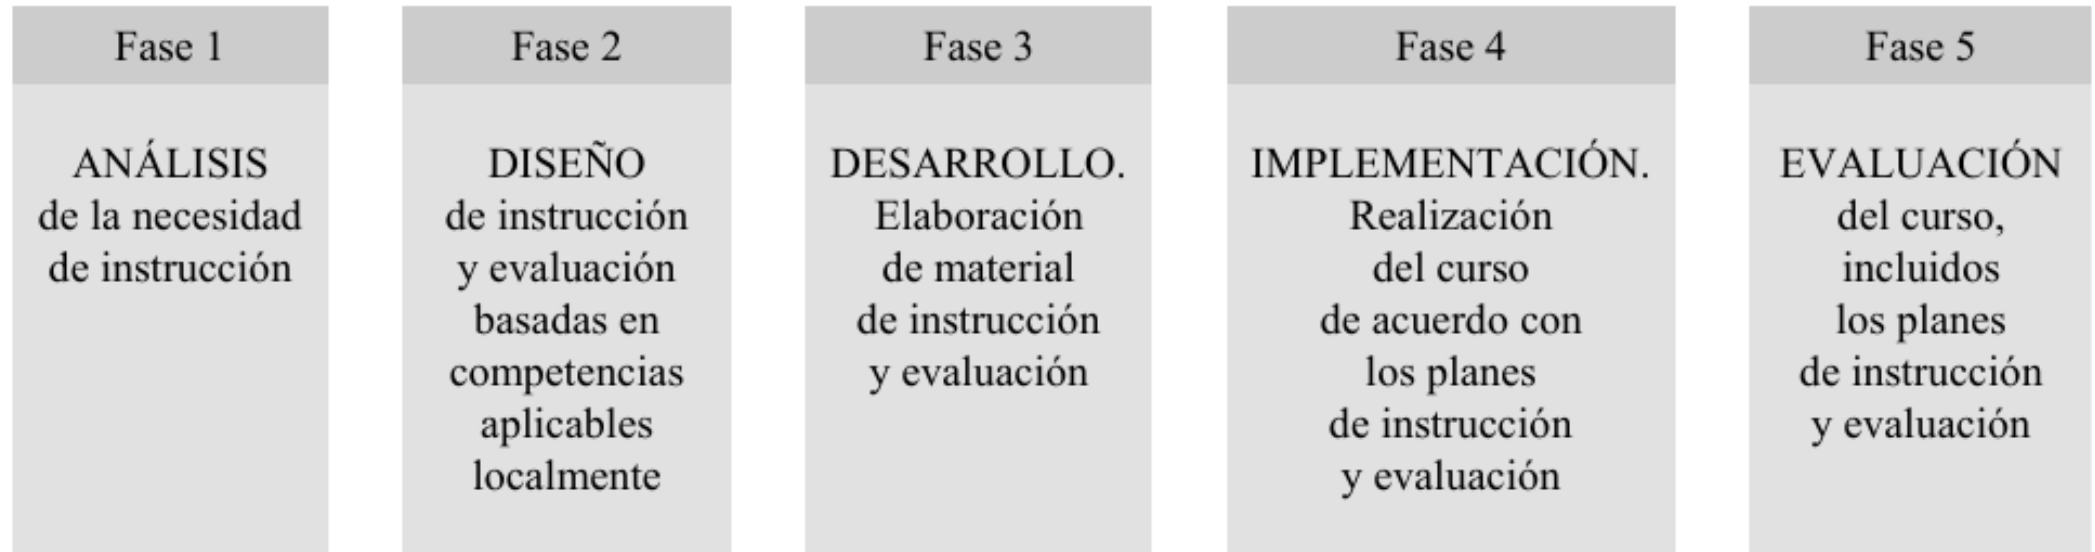 Fase 1
ANÁLISIS
de la necesidad
de instrucción
Fase 2
DISEÑO
de instrucción
y evaluación
basadas en
competencias
aplicables
localmente
Fase 3
DESARROLLO.
Elaboración
de material
de instrucción
y evaluación
Fase 4
IMPLEMENTACIÓN.
Realización
del curso
de acuerdo con
los planes
de instrucción
y evaluación
Fase 5
EVALUACIÓN
del curso,
incluidos
los planes
de instrucción
y evaluación